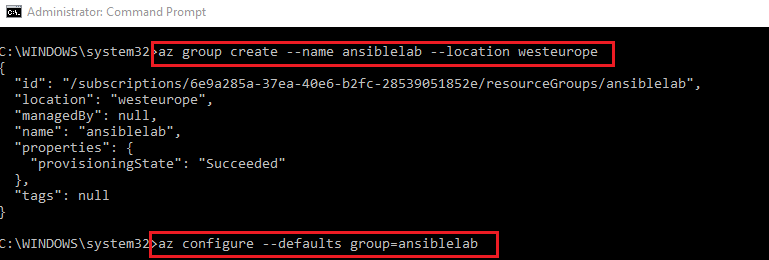 Administrator: Command Prompt
C:\WINDOWS\system32>az group create --name ansiblelab --location westeurope
{
  "id": "/subscriptions/6e9a285a-37ea-40e6-b2fc-28539051852e/resourceGroups/ansiblelab",
  "location": "westeurope",
  "managedBy": null,
  "name": "ansiblelab",
  "properties": {
    "provisioningState": "Succeeded"
  },
  "tags": null
}
C:\WINDOWS\system32>az configure --defaults group=ansiblelab